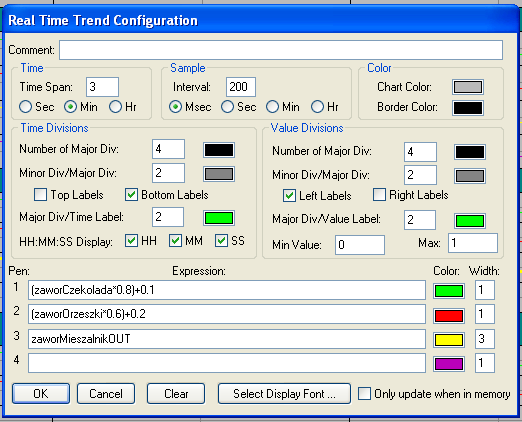 Real Time Trend Configuration
Comment:
Time Sample Color
Time Span: 3 Interval: 200 Chart Color:
Sec Min Hr Msec Sec Min Hr Border Color:
Time Divisions Value Divisions
Number of Major Div: 4 Number of Major Div: 4
Minor Div/Major Div: 2 Minor Div/Major Div: 2
Top Labels Bottom Labels Left Labels Right Labels
Major Div/Time Label: 2 Major Div/Value Label: 2
HH:MM:SS Display: HH MM SS Min Value: 0 Max: 1
Pen: Expression: Color: Width:
1 (zaworCzekolada*0.8)+0.1 1
2 (zaworOrzeszki*0.6)+0.2 1
3 zaworMieszalnikOUT 3
4 1
OK Cancel Clear Select Display Font ... Only update when in memory